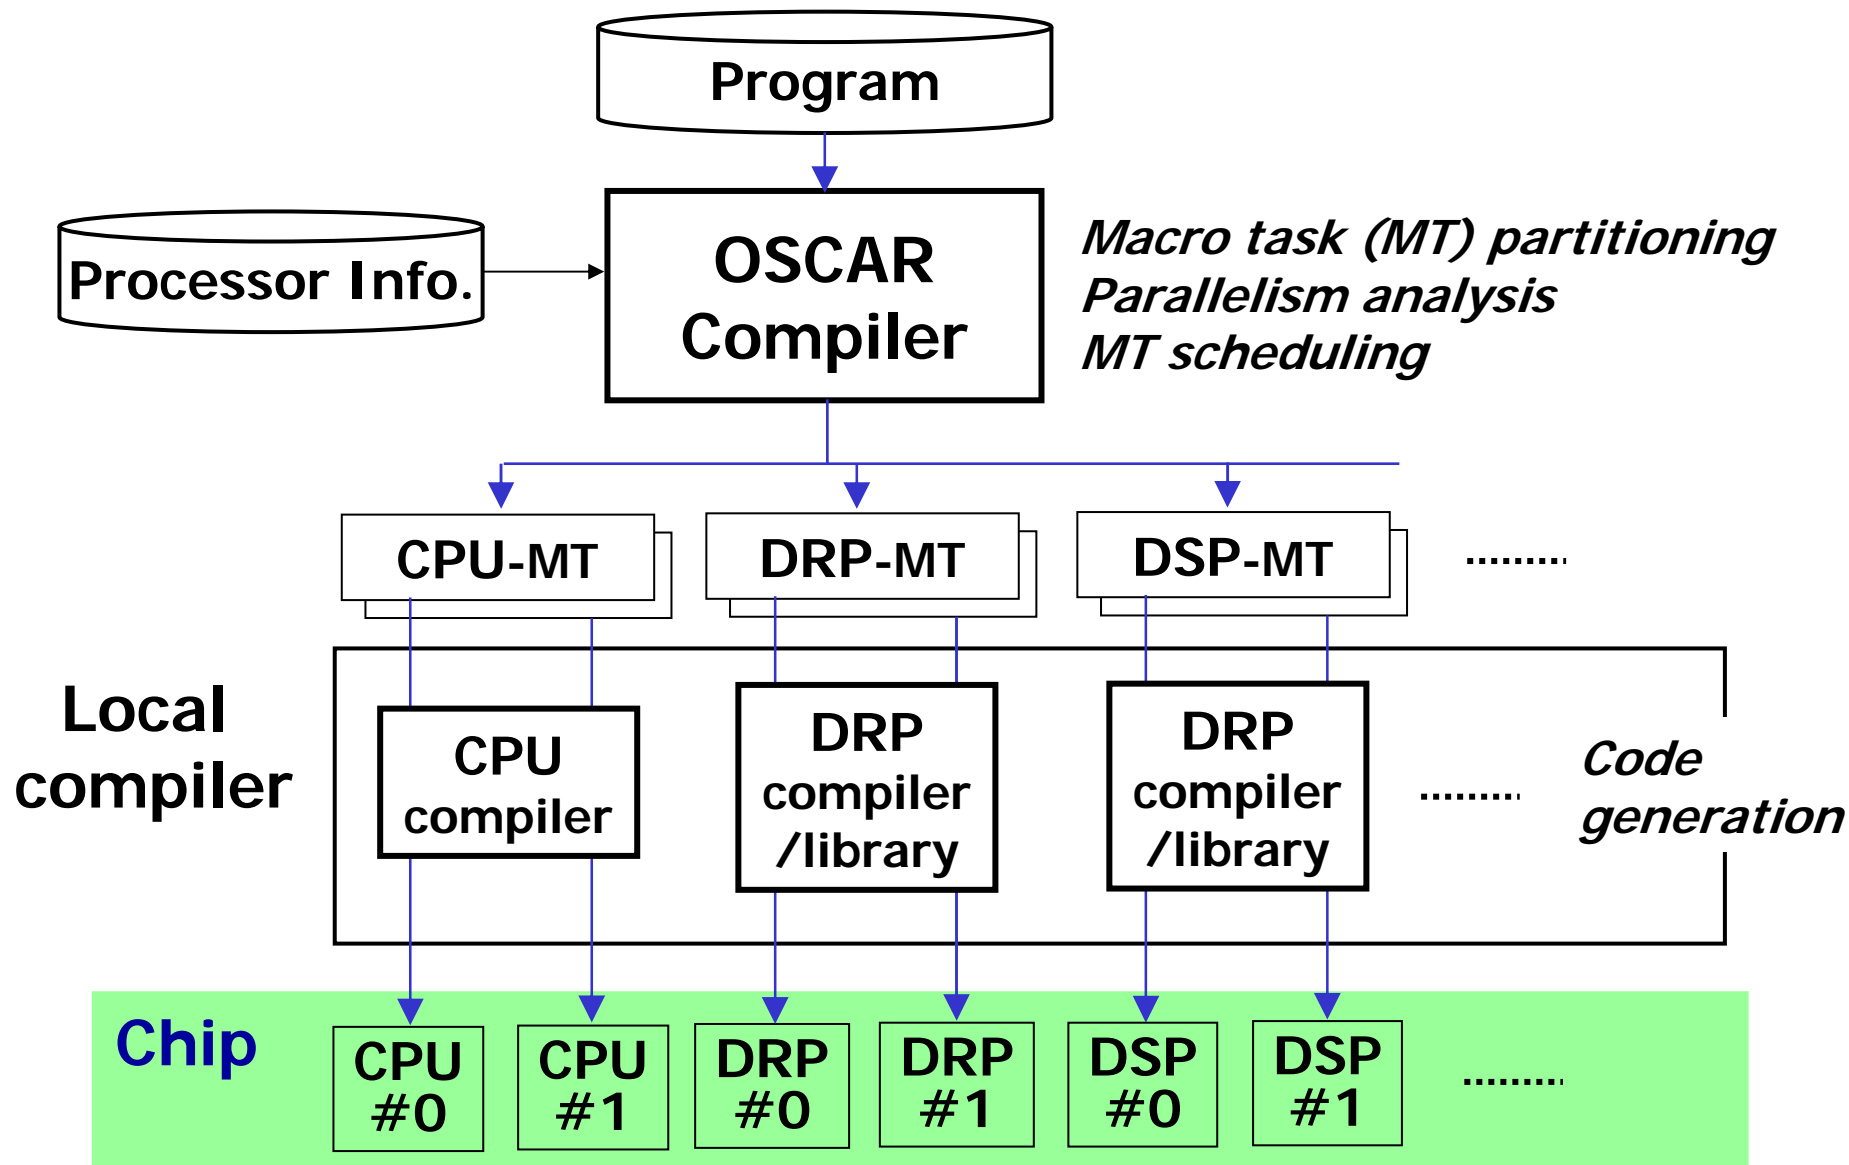 Program
Processor Info.
OSCAR
Compiler
Macro task (MT) partitioning
Parallelism analysis
MT scheduling
CPU-MT
DRP-MT
DSP-MT
.........
Local
compiler
CPU
compiler
DRP
compiler
/library
DRP
compiler
/library
.........
Code
generation
Chip
CPU
#0
CPU
#1
DRP
#0
DRP
#1
DSP
#0
DSP
#1
.........